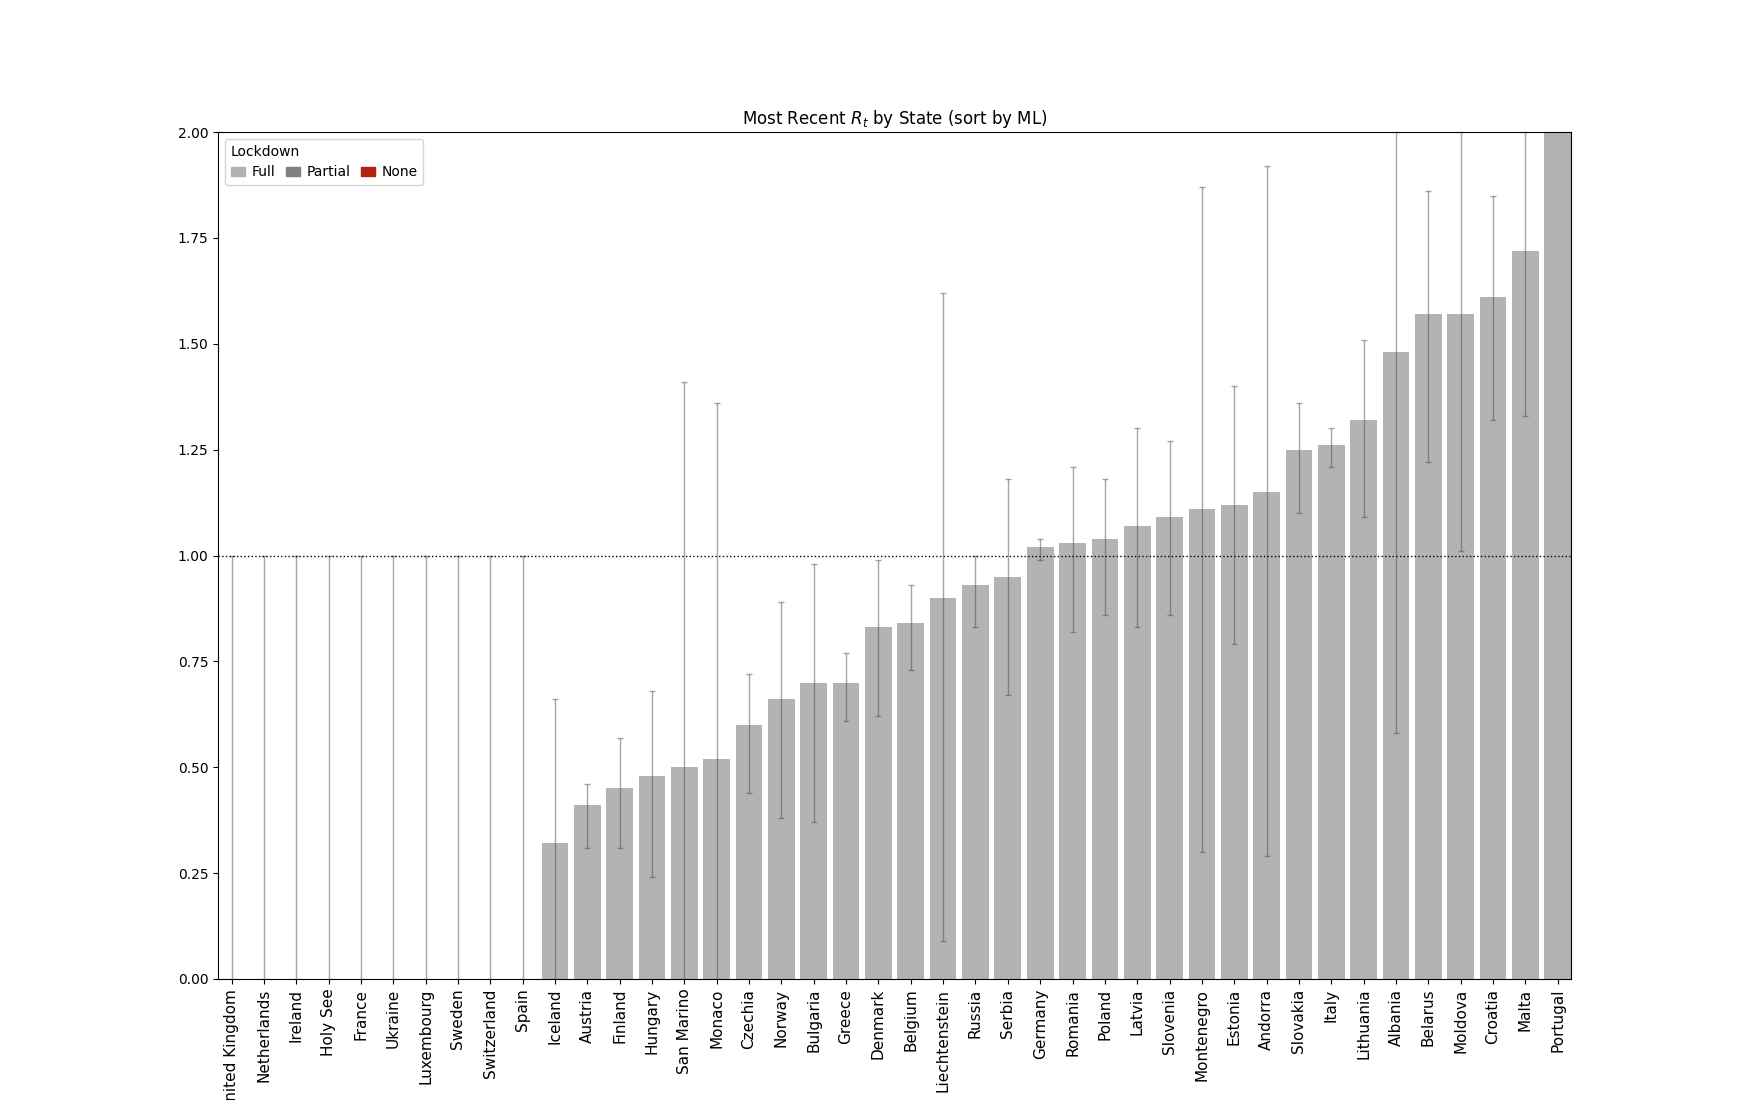 Most Recent Rt by State (sort by ML)
2.00
Lockdown
Full Partial None
1.75
1.50
1.25
1.00
0.75
0.50
0.25
0.00
nited Kingdom
Netherlands
Ireland
Holy See
France
Ukraine
Luxembourg
Sweden
Switzerland
Spain
Iceland
Austria
Finland
Hungary
San Marino
Monaco
Czechia
Norway
Bulgaria
Greece
Denmark
Belgium
Liechtenstein
Russia
Serbia
Germany
Romania
Poland
Latvia
Slovenia
Montenegro
Estonia
Andorra
Slovakia
Italy
Lithuania
Albania
Belarus
Moldova
Croatia
Malta
Portugal